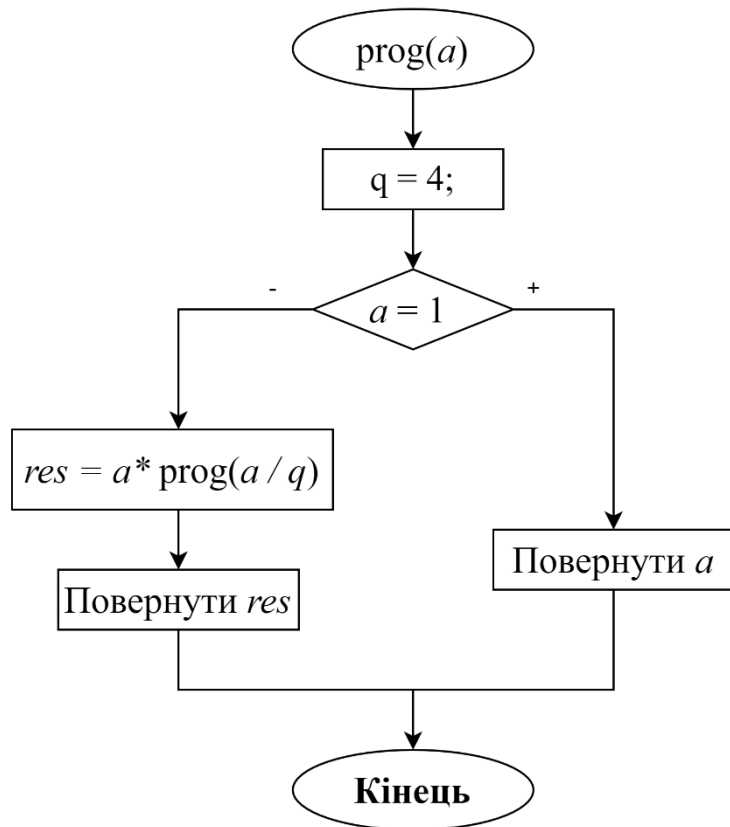 prog(a)
q = 4;
-
+
a = 1
res = a* prog(a / q)
Повернути a
Повернути res
Кінець